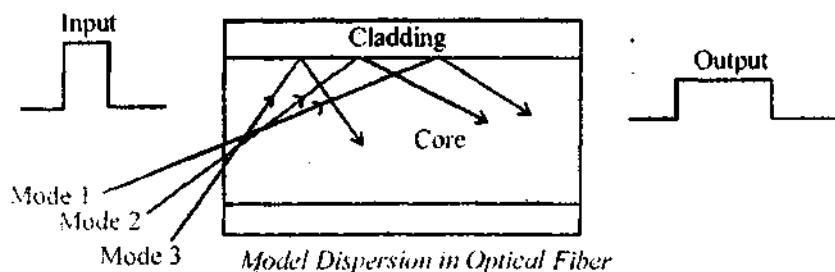 Input
Cladding
Output
Core
Mode 1
Mode 2
Mode 3
Model Dispersion in Optical Fiber